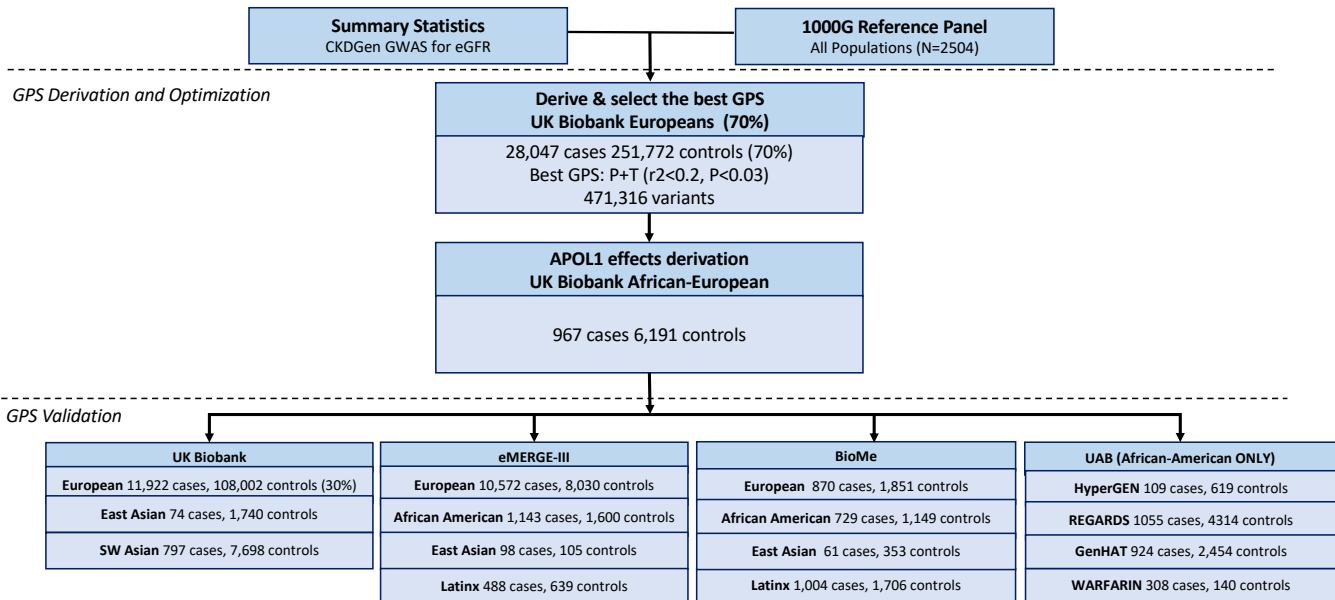 Summary Statistics
CKDGen GWAS for eGFR
1000G Reference Panel
All Populations (N=2504)
GPS Derivation and Optimization
Derive & select the best GPS
UK Biobank Europeans (70%)
28,047 cases 251,772 controls (70%)
Best GPS: P+T (r2<0.2, P<0.03)
471,316 variants
APOL1 effects derivation
UK Biobank African-European
967 cases 6,191 controls
GPS Validation
UK Biobank
European 11,922 cases, 108,002 controls (30%)
East Asian 74 cases, 1,740 controls
SW Asian 797 cases, 7,698 controls
eMERGE-III
European 10,572 cases, 8,030 controls
African American 1,143 cases, 1,600 controls
East Asian 98 cases, 105 controls
Latinx 488 cases, 639 controls
BioMe
European 870 cases, 1,851 controls
African American 729 cases, 1,149 controls
East Asian 61 cases, 353 controls
Latinx 1,004 cases, 1,706 controls
UAB (African-American ONLY)
HyperGEN 109 cases, 619 controls
REGARDS 1055 cases, 4314 controls
GenHAT 924 cases, 2,454 controls
WARFARIN 308 cases, 140 controls